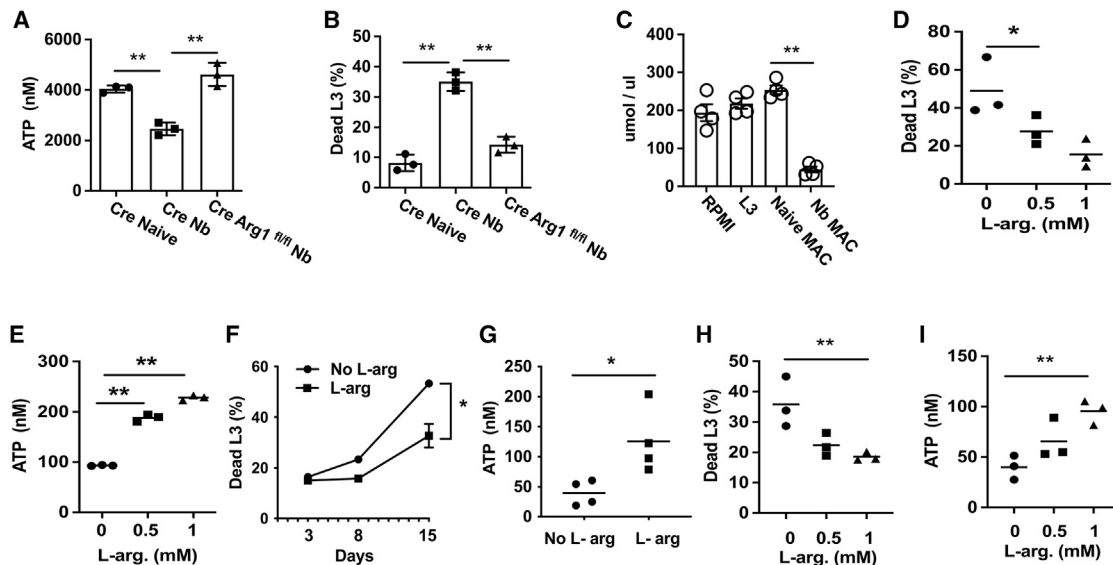 A
ATP (nM)
6000
4000
2000
0
**
**
Cre Naive
Cre Nb
Cre Arg1 fl/fl Nb
B
Dead L3 (%)
50
40
30
20
10
0
**
**
Cre Naive
Cre Nb
Cre Arg1 fl/fl Nb
C
umol / ul
400
300
200
100
0
**
RPMI
L3
Naive MAC
Nb MAC
D
Dead L3 (%)
80
60
40
20
0
*
0
0.5
1
L-arg. (mM)
E
ATP (nM)
300
200
100
0
**
**
0
0.5
1
L-arg. (mM)
F
Dead L3 (%)
60
40
20
0
No L-arg
L-arg
*
3
8
15
Days
G
ATP (nM)
250
200
150
100
50
0
*
No L- arg
L- arg
H
Dead L3 (%)
50
40
30
20
10
0
**
0
0.5
1
L-arg. (mM)
I
ATP (nM)
150
100
50
0
**
0
0.5
1
L-arg. (mM)